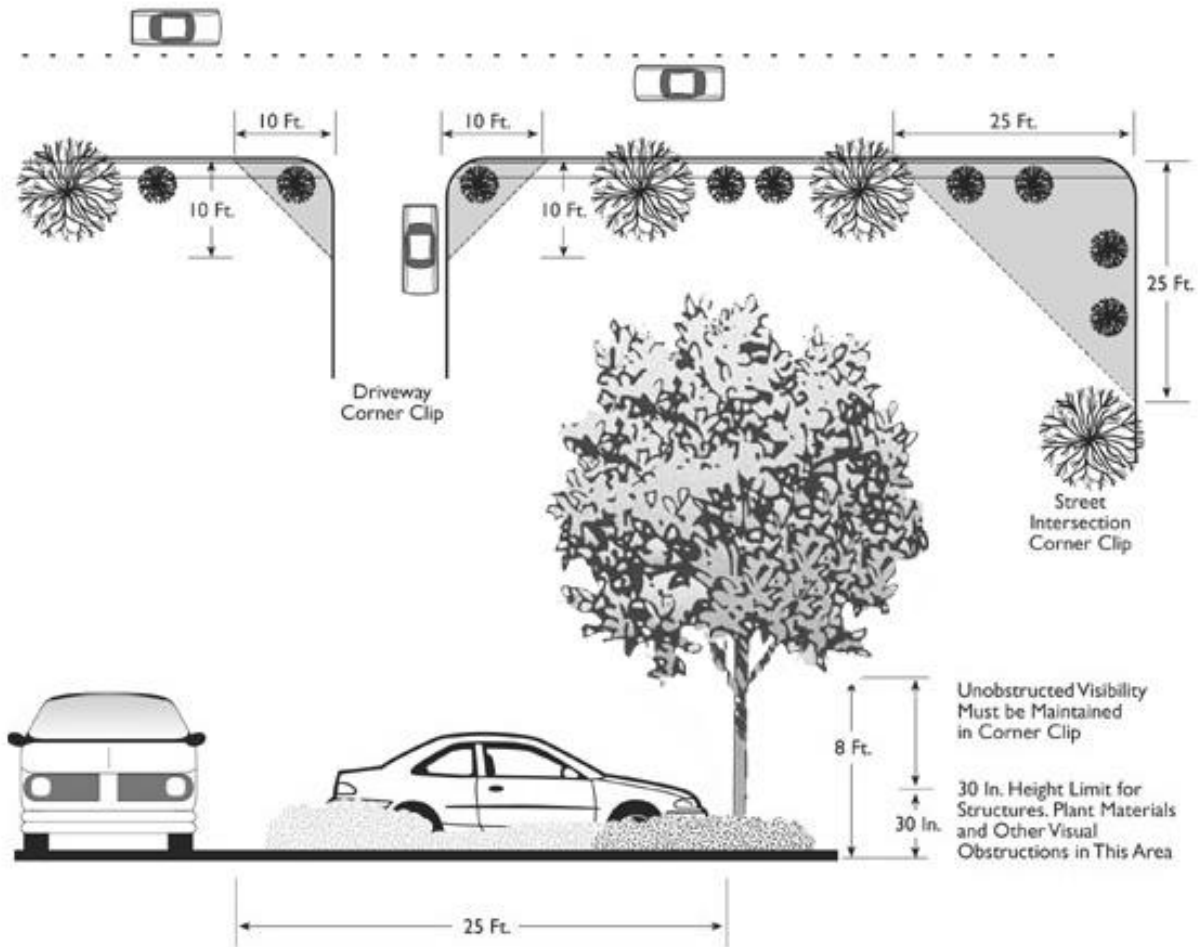 10 Ft.
10 Ft.
25 Ft.
10 Ft.
10 Ft.
25 Ft.
Driveway
Corner Clip
Street
Intersection
Corner Clip
Unobstructed Visibility
Must be Maintained
in Corner Clip
8 Ft.
30 In. Height Limit for
Structures. Plant Materials
and Other Visual
Obstructions in This Area
30 In.
25 Ft.